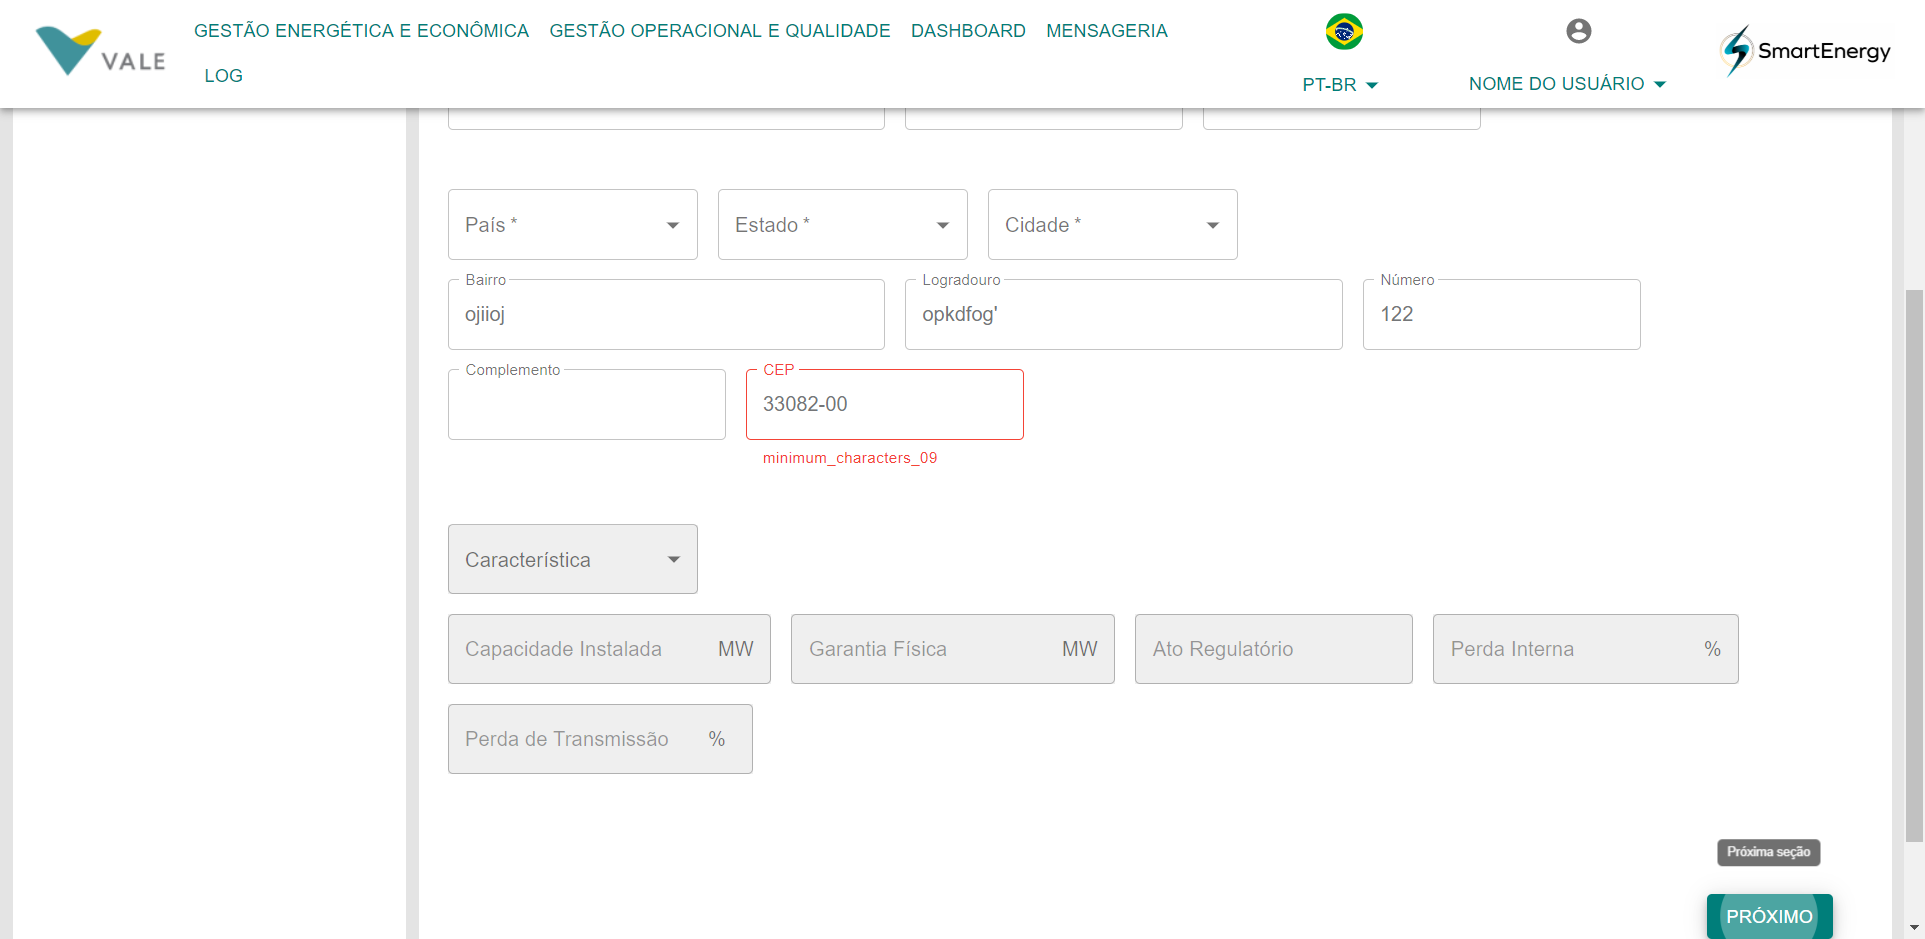 VALE
GESTÃO ENERGÉTICA E ECONÔMICA GESTÃO OPERACIONAL E QUALIDADE DASHBOARD MENSAGERIA
LOG
PT-BR
NOME DO USUÁRIO
SmartEnergy
País * Estado * Cidade *
Bairro Logradouro Número
ojiioj opkdfog' 122
Complemento CEP
33082-00
minimum_characters_09
Característica
Capacidade Instalada MW Garantia Física MW Ato Regulatório Perda Interna %
Perda de Transmissão %
Próxima seção
PRÓXIMO